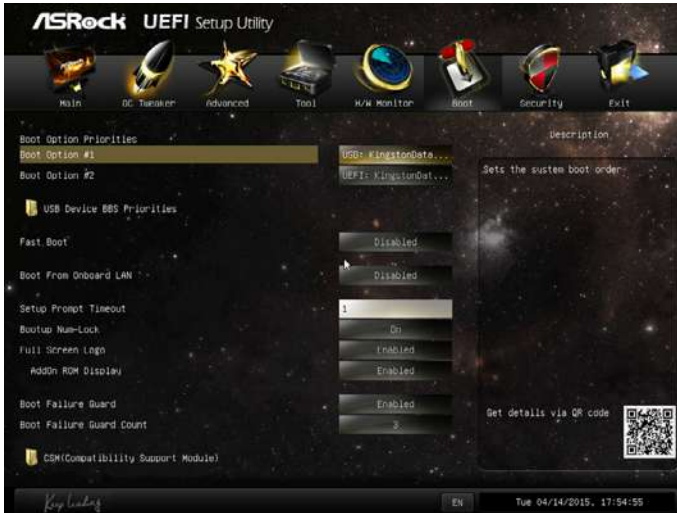 ASRock UEFI Setup Utility
Main OC Tweaker Advanced Tool H/W Monitor Boot Security Exit
Boot Option Priorities
Boot Option #1 USB: KingstonData...
Boot Option #2 UEFI: KingstonDat...
USB Device BBS Priorities
Fast Boot Disabled
Boot From Onboard LAN Disabled
Setup Prompt Timeout 1
Bootup Num-Lock On
Full Screen Logo Enabled
AddOn ROM Display Enabled
Boot Failure Guard Enabled
Boot Failure Guard Count 3
CSM(Compatibility Support Module)
Description
Sets the system boot order
Get details via QR code
Keep Leading
EN Tue 04/14/2015, 17:54:55